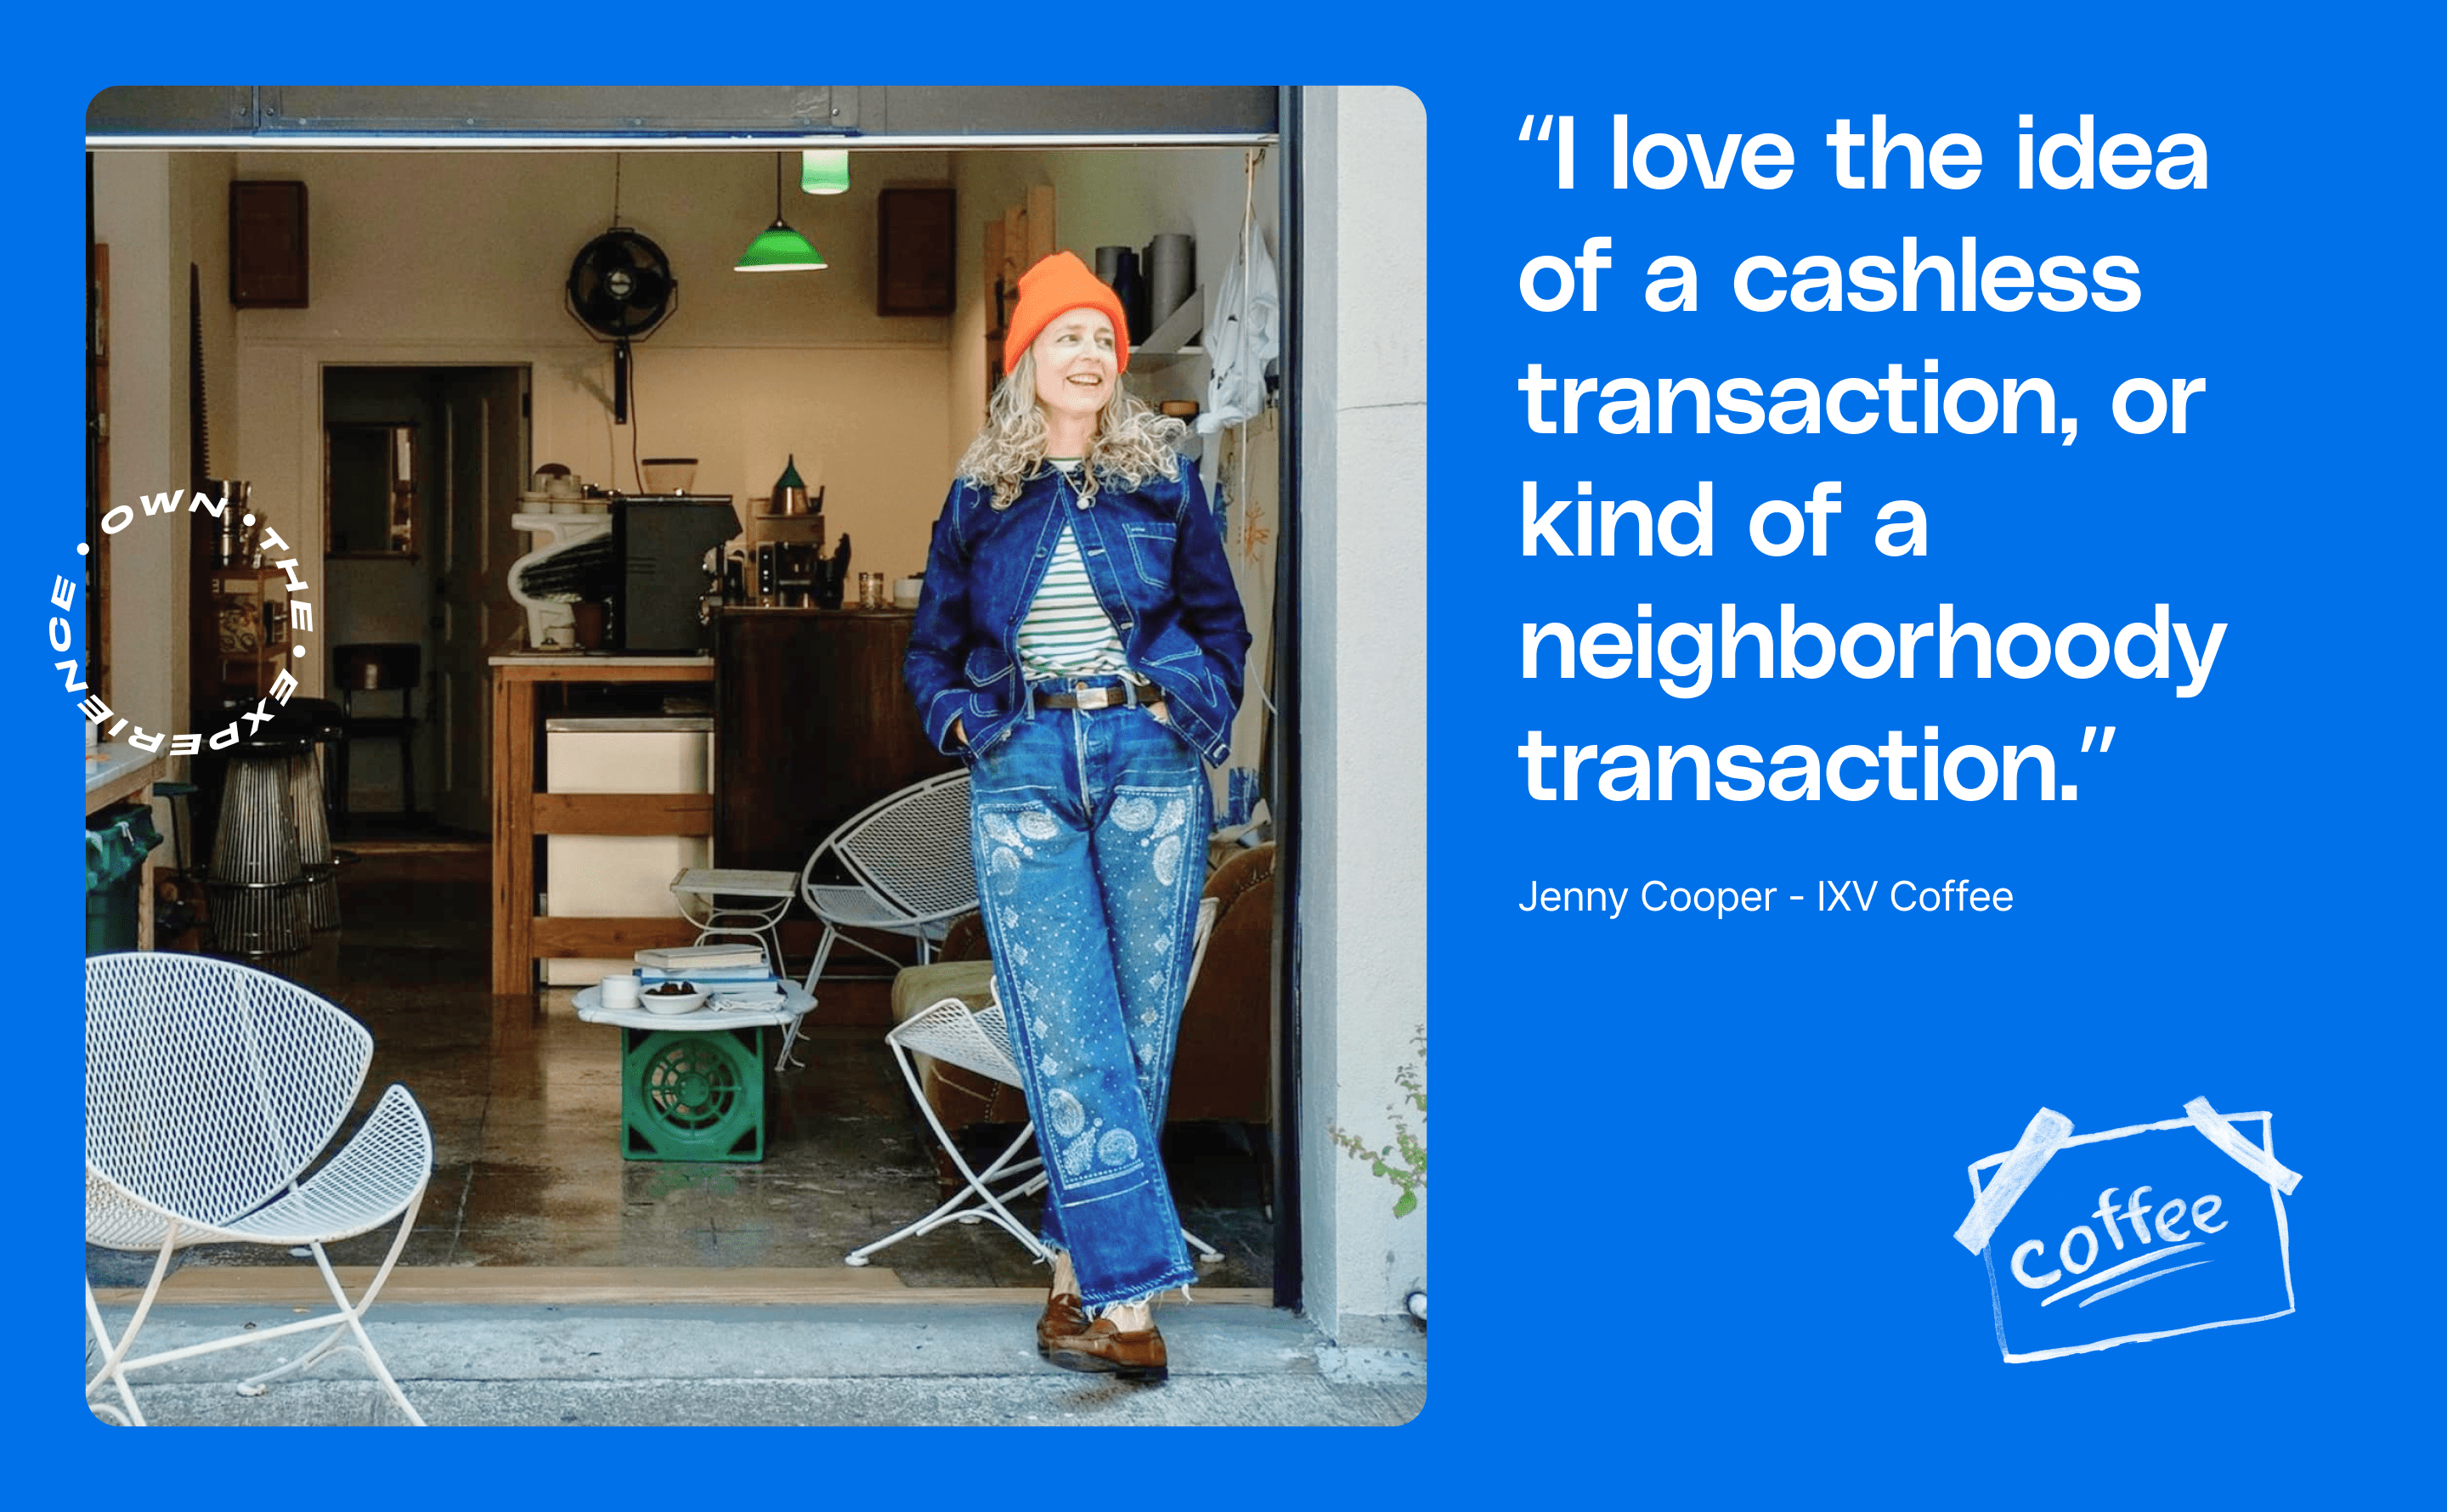 “I love the idea
of a cashless
transaction, or
kind of a
neighborhoody
transaction.”
Jenny Cooper - IXV Coffee
OWN • THE • EXPERIENCE •
coffee